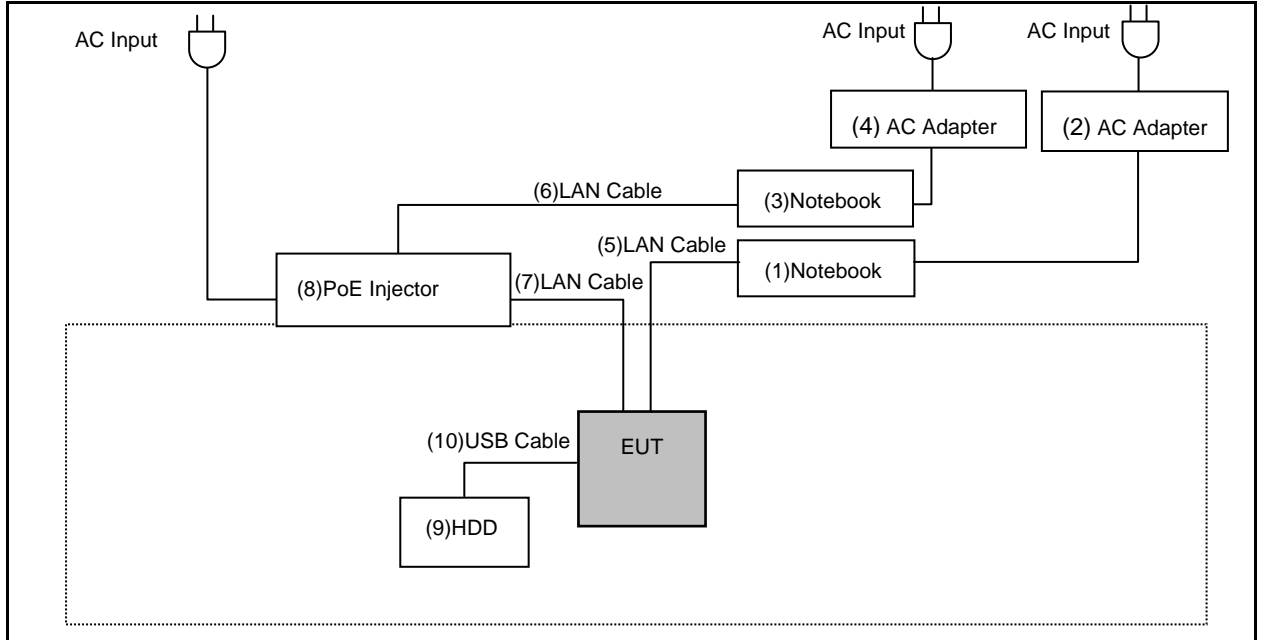 AC Input
AC Input
AC Input
(4) AC Adapter
(2) AC Adapter
(6)LAN Cable
(3)Notebook
(5)LAN Cable
(1)Notebook
(8)PoE Injector
(7)LAN Cable
(10)USB Cable
EUT
(9)HDD